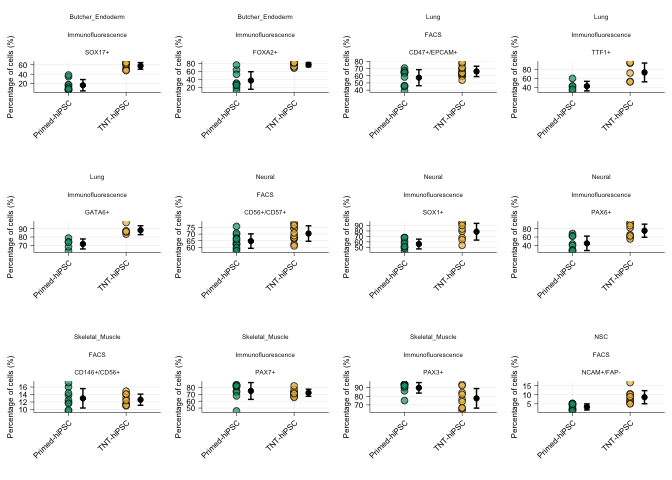 Butcher_Endoderm
Immunofluorescence
SOX17+
Percentage of cells (%)
60
40
20
Primed-hiPSC
TNT-hiPSC
Butcher_Endoderm
Immunofluorescence
FOXA2+
Percentage of cells (%)
80
60
40
20
Primed-hiPSC
TNT-hiPSC
Lung
FACS
CD47+/EPCAM+
Percentage of cells (%)
80
70
60
50
40
Primed-hiPSC
TNT-hiPSC
Lung
Immunofluorescence
TTF1+
Percentage of cells (%)
80
60
40
Primed-hiPSC
TNT-hiPSC
Lung
Immunofluorescence
GATA6+
Percentage of cells (%)
90
80
70
Primed-hiPSC
TNT-hiPSC
Neural
FACS
CD56+/CD57+
Percentage of cells (%)
75
70
65
60
Primed-hiPSC
TNT-hiPSC
Neural
Immunofluorescence
SOX1+
Percentage of cells (%)
90
80
70
60
50
Primed-hiPSC
TNT-hiPSC
Neural
Immunofluorescence
PAX6+
Percentage of cells (%)
80
60
40
Primed-hiPSC
TNT-hiPSC
Skeletal_Muscle
FACS
CD146+/CD56+
Percentage of cells (%)
16
14
12
10
Primed-hiPSC
TNT-hiPSC
Skeletal_Muscle
Immunofluorescence
PAX7+
Percentage of cells (%)
80
70
60
50
Primed-hiPSC
TNT-hiPSC
Skeletal_Muscle
Immunofluorescence
PAX3+
Percentage of cells (%)
90
80
70
Primed-hiPSC
TNT-hiPSC
NSC
FACS
NCAM+/FAP-
Percentage of cells (%)
15
10
5
Primed-hiPSC
TNT-hiPSC